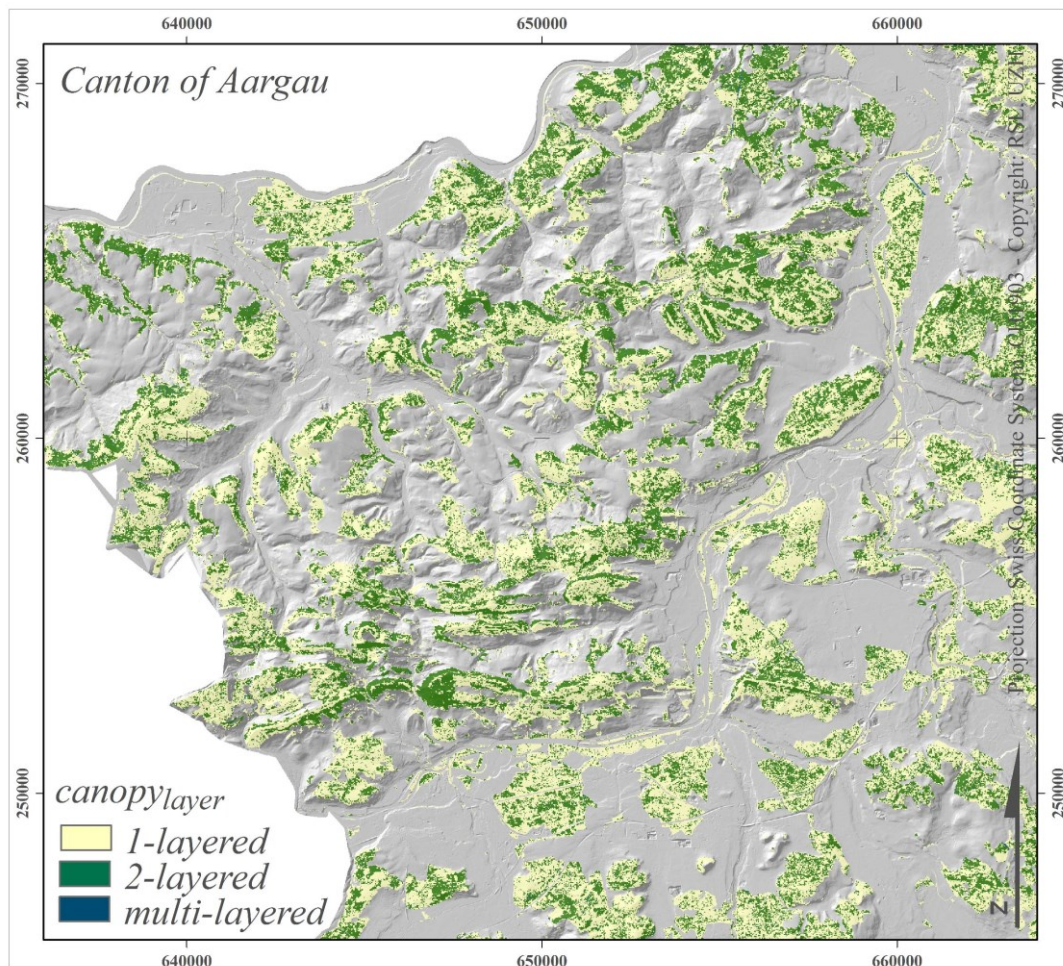 640000 650000 660000
270000 270000
Canton of Aargau
260000 260000
250000 250000
canopylayer
1-layered
2-layered
multi-layered
N
640000 650000 660000
Projection: Swiss Coordinate System CH1903 - Copyright: RSL UZH